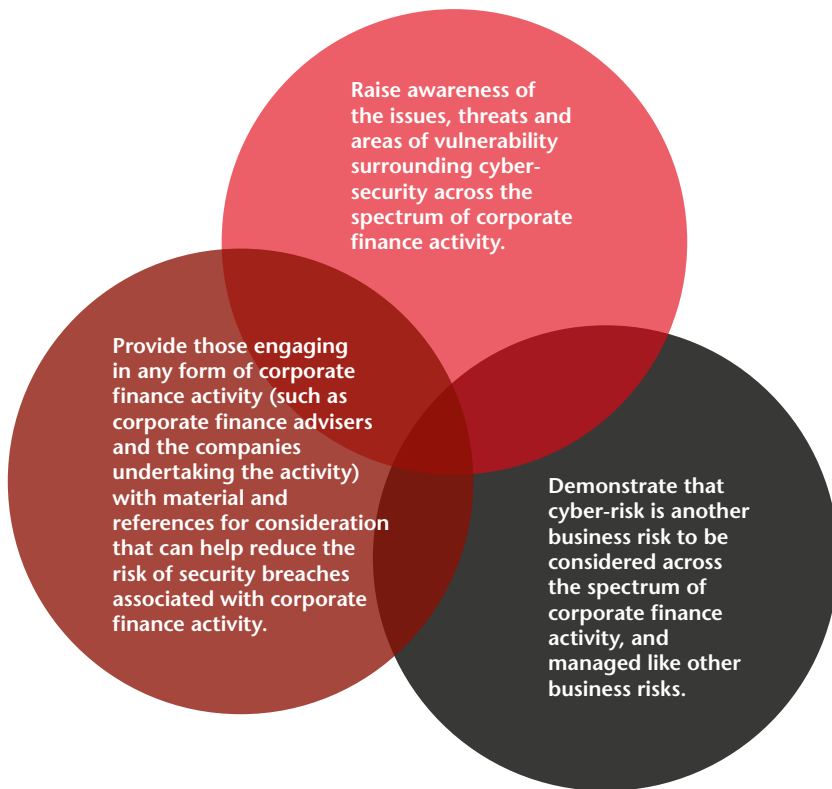 Raise awareness of
the issues, threats and
areas of vulnerability
surrounding cyber-
security across the
spectrum of corporate
finance activity.
Provide those engaging
in any form of corporate
finance activity (such as
corporate finance advisers
and the companies
undertaking the activity)
with material and
references for consideration
that can help reduce the
risk of security breaches
associated with corporate
finance activity.
Demonstrate that
cyber-risk is another
business risk to be
considered across
the spectrum of
corporate finance
activity, and
managed like other
business risks.